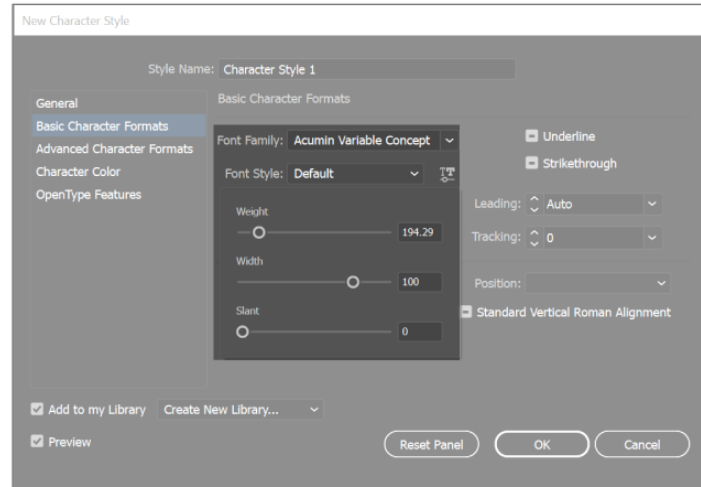 New Character Style
Style Name: Character Style 1
General
Basic Character Formats
Advanced Character Formats
Character Color
OpenType Features
Basic Character Formats
Font Family: Acumin Variable Concept
Font Style: Default
Weight
194.29
Width
100
Slant
0
Underline
Strikethrough
Leading: Auto
Tracking: 0
Position:
Standard Vertical Roman Alignment
Add to my Library Create New Library...
Preview
Reset Panel OK Cancel